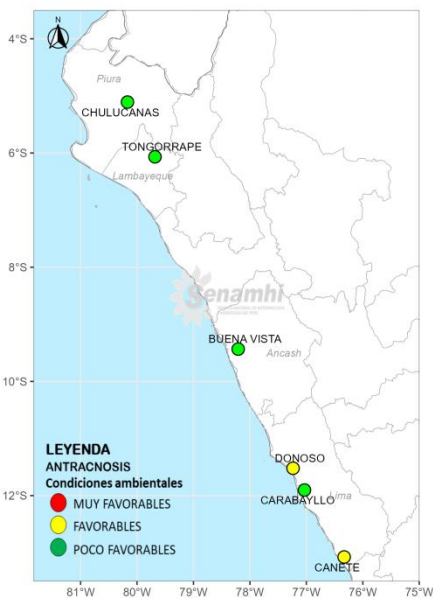 4°S
N
Piura
CHULUCANAS
TONGORRAPE
6°S
Lambayeque
8°S
Senamhi
BUENA VISTA
Ancash
10°S
LEYENDA
ANTRACNOSIS
Condiciones ambientales
MUY FAVORABLES
FAVORABLES
POCO FAVORABLES
DONOSO
12°S
CARABAYLLO
Lima
CAÑETE
81°W
80°W
79°W
78°W
77°W
76°W
75°W